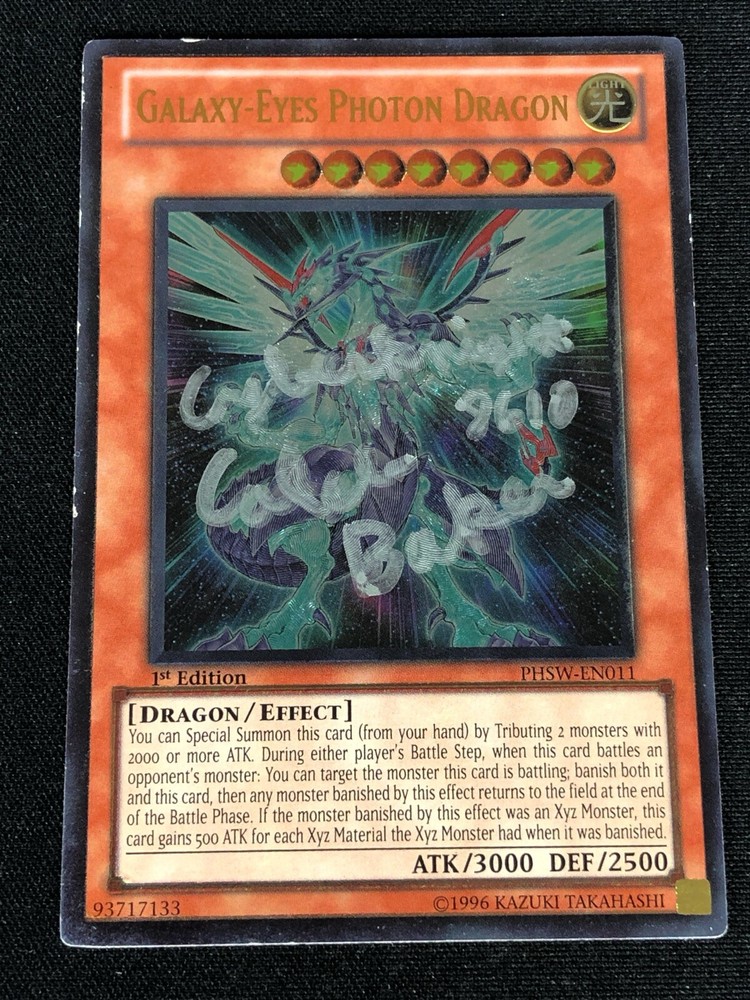 GALAXY-EYES PHOTON DRAGON
LIGHT
光
9610
Baker
1st Edition
PHSW-EN011
[DRAGON/EFFECT]
You can Special Summon this card (from your hand) by Tributing 2 monsters with
2000 or more ATK. During either player's Battle Step, when this card battles an
opponent's monster: You can target the monster this card is battling; banish both it
and this card, then any monster banished by this effect returns to the field at the end
of the Battle Phase. If the monster banished by this effect was an Xyz Monster, this
card gains 500 ATK for each Xyz Material the Xyz Monster had when it was banished.
ATK/3000 DEF/2500
93717133
©1996 KAZUKI TAKAHASHI